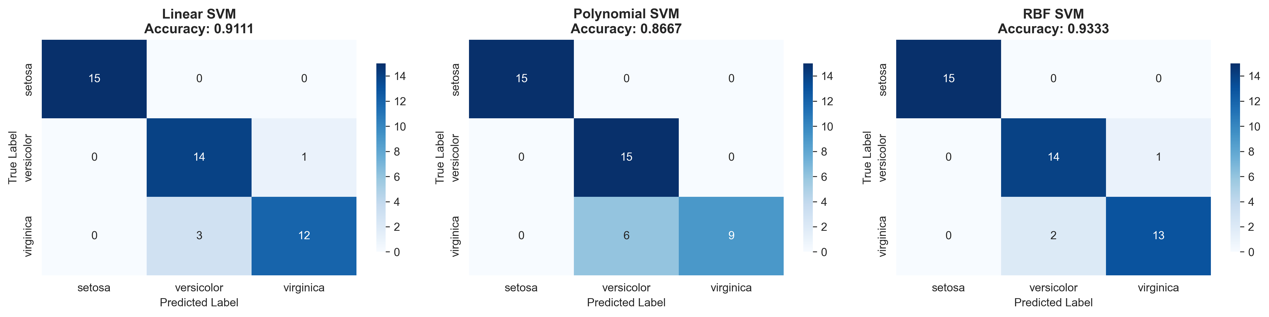 Linear SVM
Accuracy: 0.9111
setosa 15 0 0
versicolor 0 14 1
virginica 0 3 12
True Label
setosa versicolor virginica
Predicted Label
14
12
10
8
6
4
2
0
Polynomial SVM
Accuracy: 0.8667
setosa 15 0 0
versicolor 0 15 0
virginica 0 6 9
True Label
setosa versicolor virginica
Predicted Label
14
12
10
8
6
4
2
0
RBF SVM
Accuracy: 0.9333
setosa 15 0 0
versicolor 0 14 1
virginica 0 2 13
True Label
setosa versicolor virginica
Predicted Label
14
12
10
8
6
4
2
0